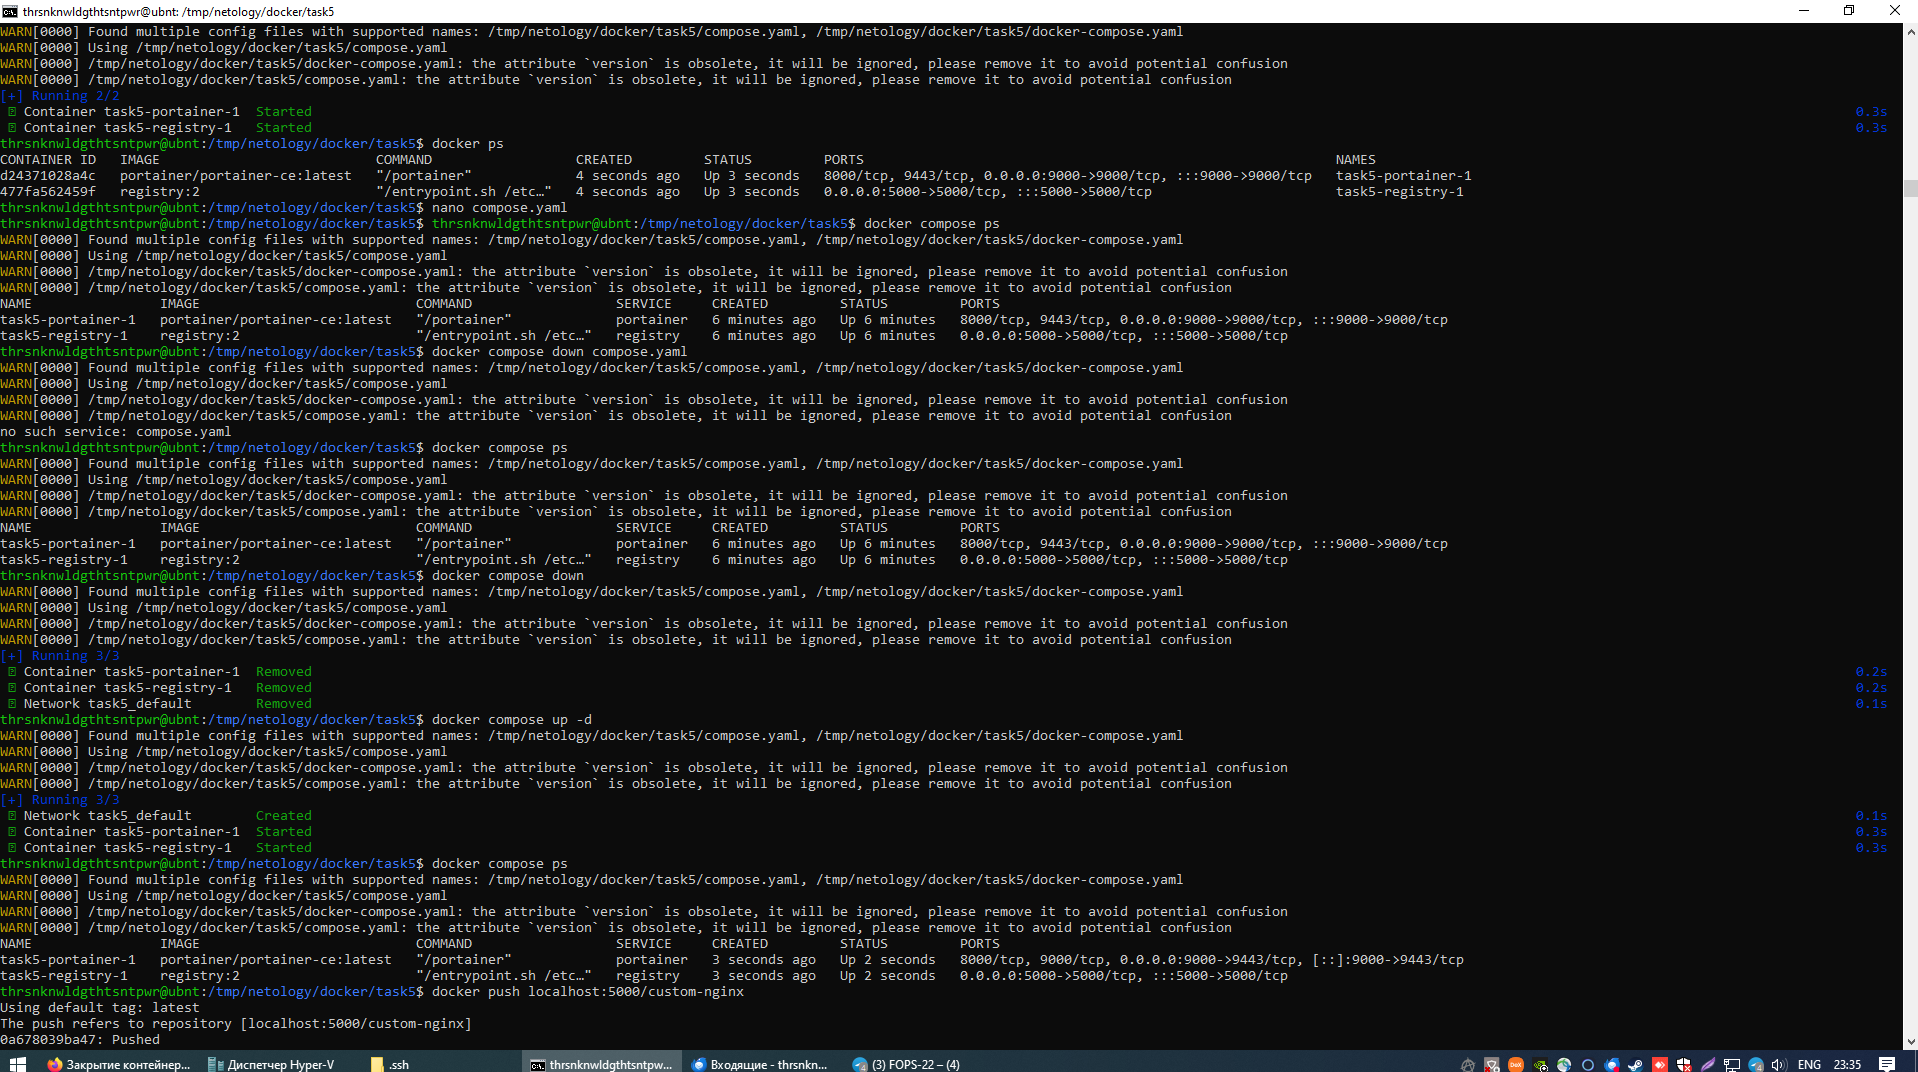 thrsnknwldgthtsntpwr@ubnt: /tmp/netology/docker/task5
WARN[0000] Found multiple config files with supported names: /tmp/netology/docker/task5/compose.yaml, /tmp/netology/docker/task5/docker-compose.yaml
WARN[0000] Using /tmp/netology/docker/task5/compose.yaml
WARN[0000] /tmp/netology/docker/task5/docker-compose.yaml: the attribute `version` is obsolete, it will be ignored, please remove it to avoid potential confusion
WARN[0000] /tmp/netology/docker/task5/compose.yaml: the attribute `version` is obsolete, it will be ignored, please remove it to avoid potential confusion
[+] Running 2/2
Container task5-portainer-1  Started 0.3s
Container task5-registry-1   Started 0.3s
thrsnknwldgthtsntpwr@ubnt:/tmp/netology/docker/task5$ docker ps
CONTAINER ID   IMAGE                           COMMAND                  CREATED         STATUS         PORTS                                                           NAMES
d24371028a4c   portainer/portainer-ce:latest   "/portainer"             4 seconds ago   Up 3 seconds   8000/tcp, 9443/tcp, 0.0.0.0:9000->9000/tcp, :::9000->9000/tcp   task5-portainer-1
477fa562459f   registry:2                      "/entrypoint.sh /etc…"   4 seconds ago   Up 3 seconds   0.0.0.0:5000->5000/tcp, :::5000->5000/tcp                       task5-registry-1
thrsnknwldgthtsntpwr@ubnt:/tmp/netology/docker/task5$ nano compose.yaml
thrsnknwldgthtsntpwr@ubnt:/tmp/netology/docker/task5$ thrsnknwldgthtsntpwr@ubnt:/tmp/netology/docker/task5$ docker compose ps
WARN[0000] Found multiple config files with supported names: /tmp/netology/docker/task5/compose.yaml, /tmp/netology/docker/task5/docker-compose.yaml
WARN[0000] Using /tmp/netology/docker/task5/compose.yaml
WARN[0000] /tmp/netology/docker/task5/docker-compose.yaml: the attribute `version` is obsolete, it will be ignored, please remove it to avoid potential confusion
WARN[0000] /tmp/netology/docker/task5/compose.yaml: the attribute `version` is obsolete, it will be ignored, please remove it to avoid potential confusion
NAME                IMAGE                           COMMAND                  SERVICE     CREATED         STATUS         PORTS
task5-portainer-1   portainer/portainer-ce:latest   "/portainer"             portainer   6 minutes ago   Up 6 minutes   8000/tcp, 9443/tcp, 0.0.0.0:9000->9000/tcp, :::9000->9000/tcp
task5-registry-1    registry:2                      "/entrypoint.sh /etc…"   registry    6 minutes ago   Up 6 minutes   0.0.0.0:5000->5000/tcp, :::5000->5000/tcp
thrsnknwldgthtsntpwr@ubnt:/tmp/netology/docker/task5$ docker compose down compose.yaml
WARN[0000] Found multiple config files with supported names: /tmp/netology/docker/task5/compose.yaml, /tmp/netology/docker/task5/docker-compose.yaml
WARN[0000] Using /tmp/netology/docker/task5/compose.yaml
WARN[0000] /tmp/netology/docker/task5/docker-compose.yaml: the attribute `version` is obsolete, it will be ignored, please remove it to avoid potential confusion
WARN[0000] /tmp/netology/docker/task5/compose.yaml: the attribute `version` is obsolete, it will be ignored, please remove it to avoid potential confusion
no such service: compose.yaml
thrsnknwldgthtsntpwr@ubnt:/tmp/netology/docker/task5$ docker compose ps
WARN[0000] Found multiple config files with supported names: /tmp/netology/docker/task5/compose.yaml, /tmp/netology/docker/task5/docker-compose.yaml
WARN[0000] Using /tmp/netology/docker/task5/compose.yaml
WARN[0000] /tmp/netology/docker/task5/docker-compose.yaml: the attribute `version` is obsolete, it will be ignored, please remove it to avoid potential confusion
WARN[0000] /tmp/netology/docker/task5/compose.yaml: the attribute `version` is obsolete, it will be ignored, please remove it to avoid potential confusion
NAME                IMAGE                           COMMAND                  SERVICE     CREATED         STATUS         PORTS
task5-portainer-1   portainer/portainer-ce:latest   "/portainer"             portainer   6 minutes ago   Up 6 minutes   8000/tcp, 9443/tcp, 0.0.0.0:9000->9000/tcp, :::9000->9000/tcp
task5-registry-1    registry:2                      "/entrypoint.sh /etc…"   registry    6 minutes ago   Up 6 minutes   0.0.0.0:5000->5000/tcp, :::5000->5000/tcp
thrsnknwldgthtsntpwr@ubnt:/tmp/netology/docker/task5$ docker compose down
WARN[0000] Found multiple config files with supported names: /tmp/netology/docker/task5/compose.yaml, /tmp/netology/docker/task5/docker-compose.yaml
WARN[0000] Using /tmp/netology/docker/task5/compose.yaml
WARN[0000] /tmp/netology/docker/task5/docker-compose.yaml: the attribute `version` is obsolete, it will be ignored, please remove it to avoid potential confusion
WARN[0000] /tmp/netology/docker/task5/compose.yaml: the attribute `version` is obsolete, it will be ignored, please remove it to avoid potential confusion
[+] Running 3/3
Container task5-portainer-1  Removed 0.2s
Container task5-registry-1   Removed 0.2s
Network task5_default        Removed 0.1s
thrsnknwldgthtsntpwr@ubnt:/tmp/netology/docker/task5$ docker compose up -d
WARN[0000] Found multiple config files with supported names: /tmp/netology/docker/task5/compose.yaml, /tmp/netology/docker/task5/docker-compose.yaml
WARN[0000] Using /tmp/netology/docker/task5/compose.yaml
WARN[0000] /tmp/netology/docker/task5/docker-compose.yaml: the attribute `version` is obsolete, it will be ignored, please remove it to avoid potential confusion
WARN[0000] /tmp/netology/docker/task5/compose.yaml: the attribute `version` is obsolete, it will be ignored, please remove it to avoid potential confusion
[+] Running 3/3
Network task5_default        Created 0.1s
Container task5-portainer-1  Started 0.3s
Container task5-registry-1   Started 0.3s
thrsnknwldgthtsntpwr@ubnt:/tmp/netology/docker/task5$ docker compose ps
WARN[0000] Found multiple config files with supported names: /tmp/netology/docker/task5/compose.yaml, /tmp/netology/docker/task5/docker-compose.yaml
WARN[0000] Using /tmp/netology/docker/task5/compose.yaml
WARN[0000] /tmp/netology/docker/task5/docker-compose.yaml: the attribute `version` is obsolete, it will be ignored, please remove it to avoid potential confusion
WARN[0000] /tmp/netology/docker/task5/compose.yaml: the attribute `version` is obsolete, it will be ignored, please remove it to avoid potential confusion
NAME                IMAGE                           COMMAND                  SERVICE     CREATED         STATUS         PORTS
task5-portainer-1   portainer/portainer-ce:latest   "/portainer"             portainer   3 seconds ago   Up 2 seconds   8000/tcp, 9000/tcp, 0.0.0.0:9000->9443/tcp, [::]:9000->9443/tcp
task5-registry-1    registry:2                      "/entrypoint.sh /etc…"   registry    3 seconds ago   Up 2 seconds   0.0.0.0:5000->5000/tcp, :::5000->5000/tcp
thrsnknwldgthtsntpwr@ubnt:/tmp/netology/docker/task5$ docker push localhost:5000/custom-nginx
Using default tag: latest
The push refers to repository [localhost:5000/custom-nginx]
0a678039ba47: Pushed
Закрытие контейнер... Диспетчер Hyper-V .ssh thrsnknwldgthtsntpw... Входящие - thrsnkn... (3) FOPS-22 – (4) ENG 23:35